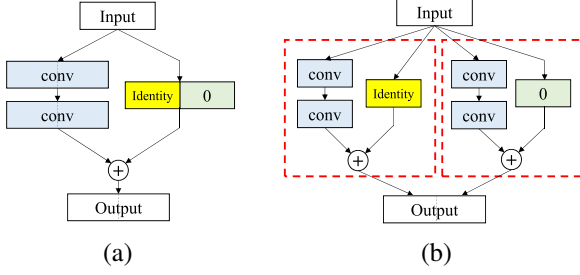 Input
conv
conv
Identity 0
+
Output
(a)
Input
conv
conv
Identity
+
conv
conv
0
+
Output
(b)